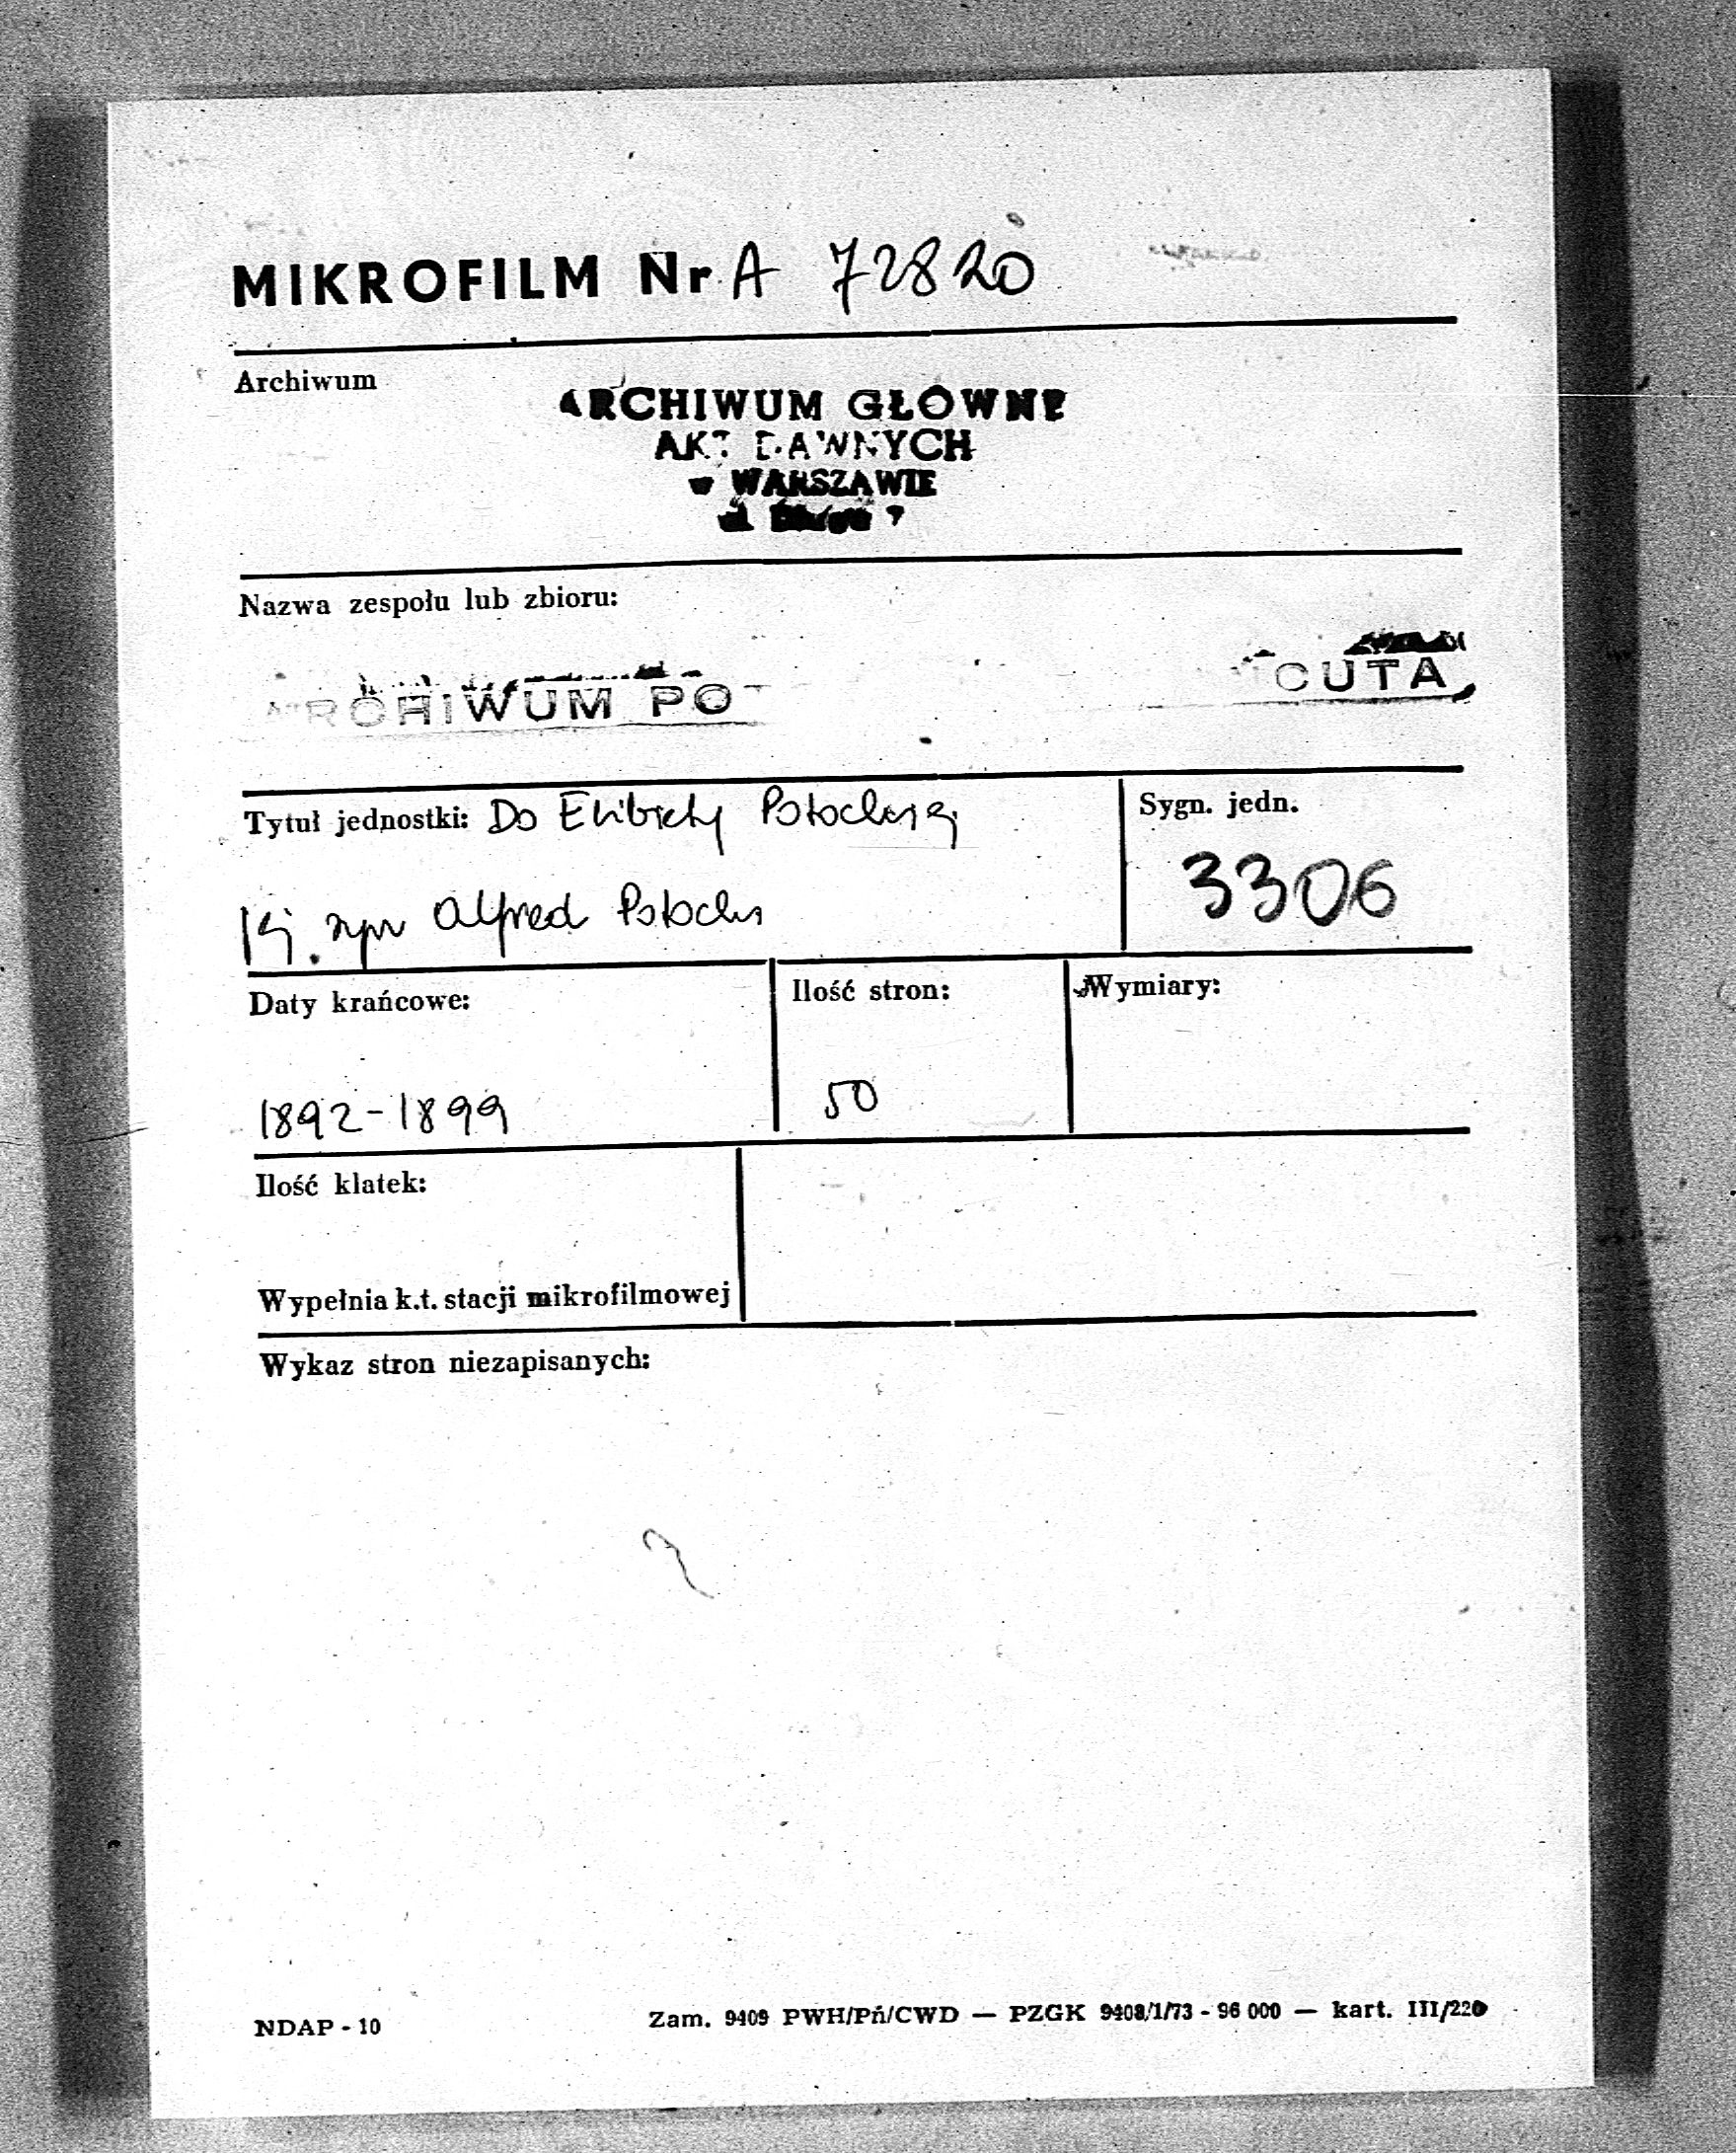 MIKROFILM Nr A 72820
Archiwum
ARCHIWUM GŁÓWNE
AKT DAWNYCH
w WARSZAWIE
Nazwa zespołu lub zbioru:
ARCHIWUM PO CUTA
Tytuł jednostki: Do Elżbiety Potockiej
Sygn. jedn.
jej syn Alfred Potocki
3306
Daty krańcowe:
Ilość stron:
Wymiary:
1892-1899
50
Ilość klatek:
Wypełnia k.t. stacji mikrofilmowej
Wykaz stron niezapisanych:
NDAP - 10
Zam. 9409 PWH/Pń/CWD — PZGK 9408/1/73 - 96 000 — kart. III/220